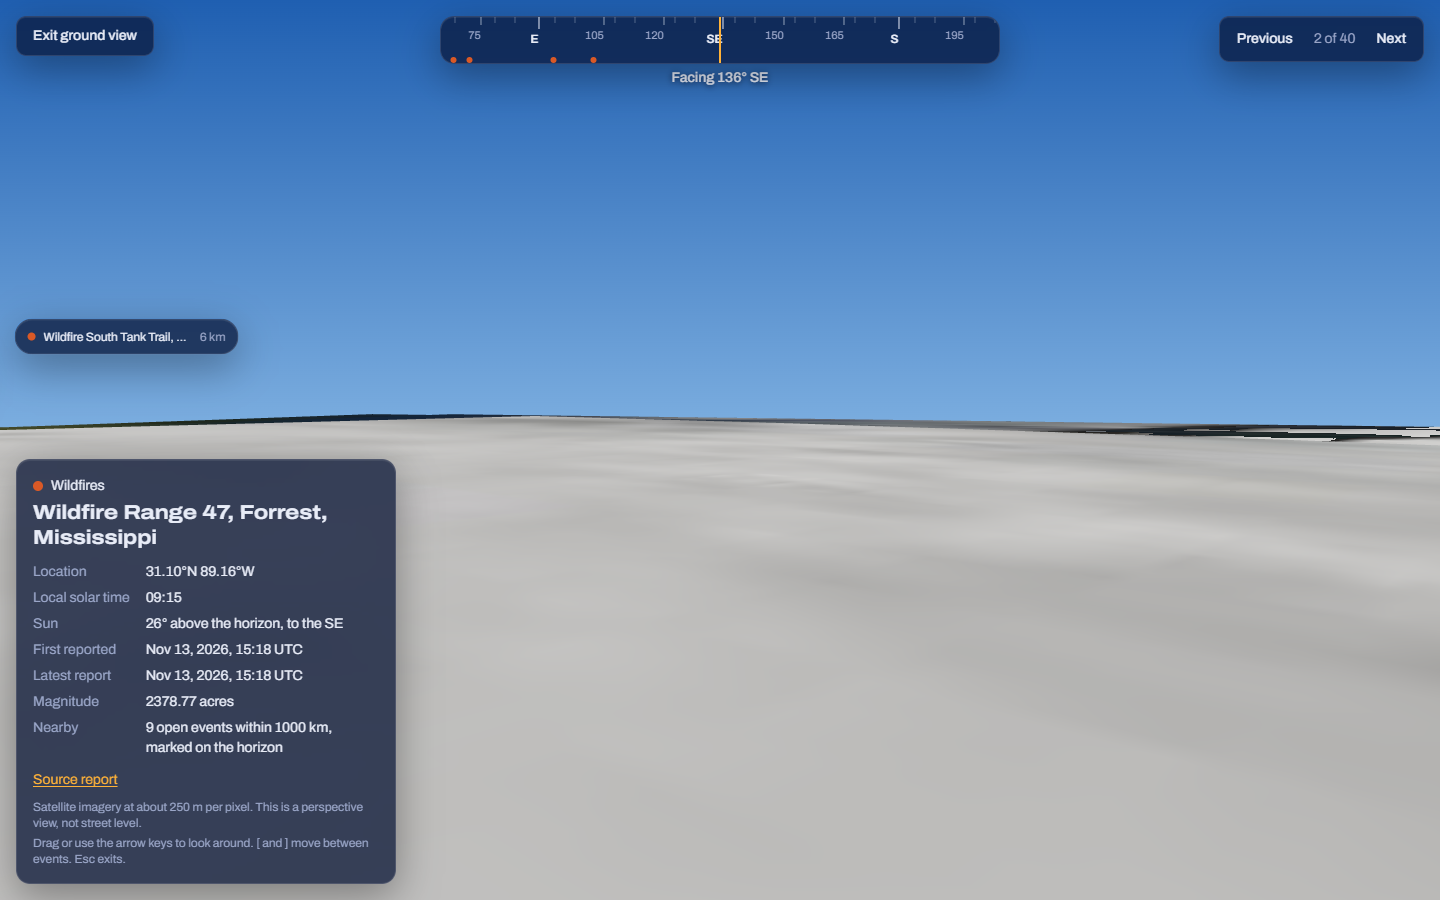 Exit ground view
75 E 105 120 SE 150 165 S 195
Facing 136° SE
Previous 2 of 40 Next
Wildfire South Tank Trail, ... 6 km
Wildfires
Wildfire Range 47, Forrest,
Mississippi
Location 31.10°N 89.16°W
Local solar time 09:15
Sun 26° above the horizon, to the SE
First reported Nov 13, 2026, 15:18 UTC
Latest report Nov 13, 2026, 15:18 UTC
Magnitude 2378.77 acres
Nearby 9 open events within 1000 km,
marked on the horizon
Source report
Satellite imagery at about 250 m per pixel. This is a perspective
view, not street level.
Drag or use the arrow keys to look around. [ and ] move between
events. Esc exits.